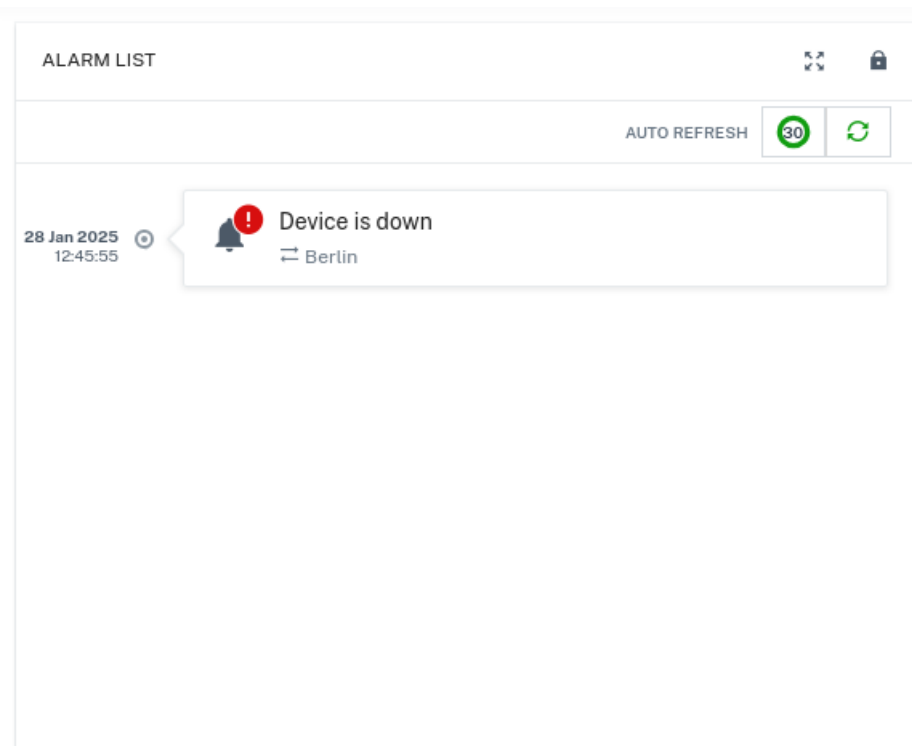 ALARM LIST
AUTO REFRESH 30
28 Jan 2025
12:45:55
Device is down
Berlin